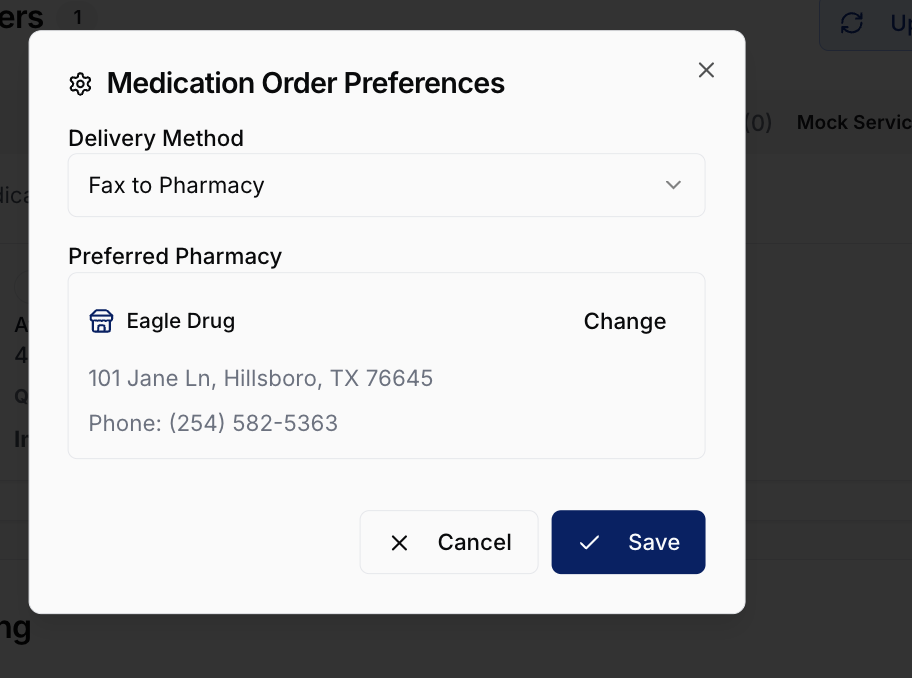 ers 1
Up
Medication Order Preferences
(0) Mock Servic
Delivery Method
Fax to Pharmacy
dica
Preferred Pharmacy
Eagle Drug
Change
A
4
101 Jane Ln, Hillsboro, TX 76645
Q
Phone: (254) 582-5363
In
Cancel
Save
ng